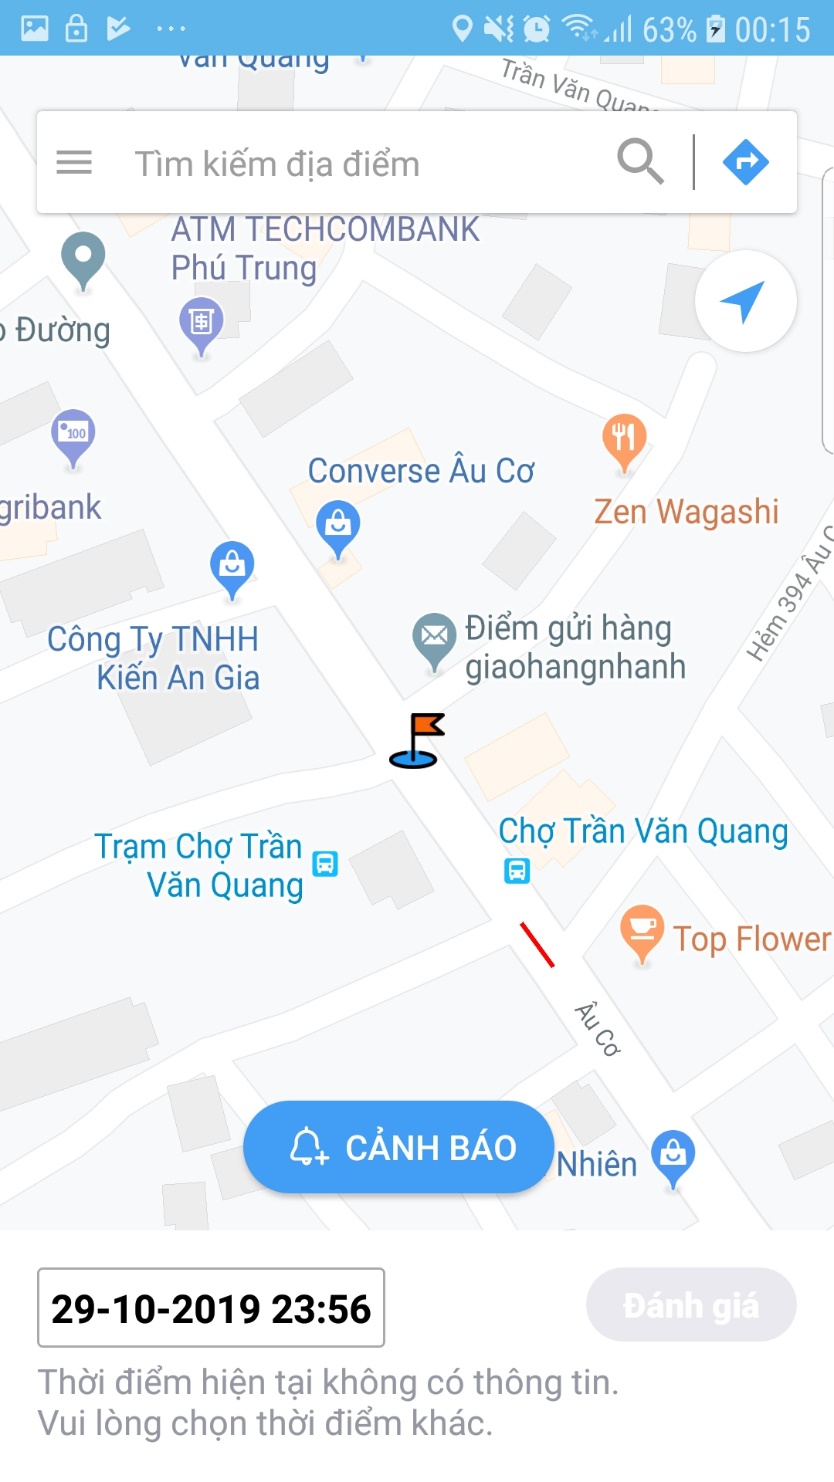 63% 00:15
Văn Quang
Trần Văn Quang
Tìm kiếm địa điểm
ATM TECHCOMBANK
Phú Trung
Đường
100
gribank
Converse Âu Cơ
Zen Wagashi
Hẻm 394 Âu C
Công Ty TNHH
Kiến An Gia
Điểm gửi hàng
giaohangnhanh
Trạm Chợ Trần
Văn Quang
Chợ Trần Văn Quang
Top Flower
Âu Cơ
CẢNH BÁO
Nhiên
29-10-2019 23:56
Đánh giá
Thời điểm hiện tại không có thông tin.
Vui lòng chọn thời điểm khác.